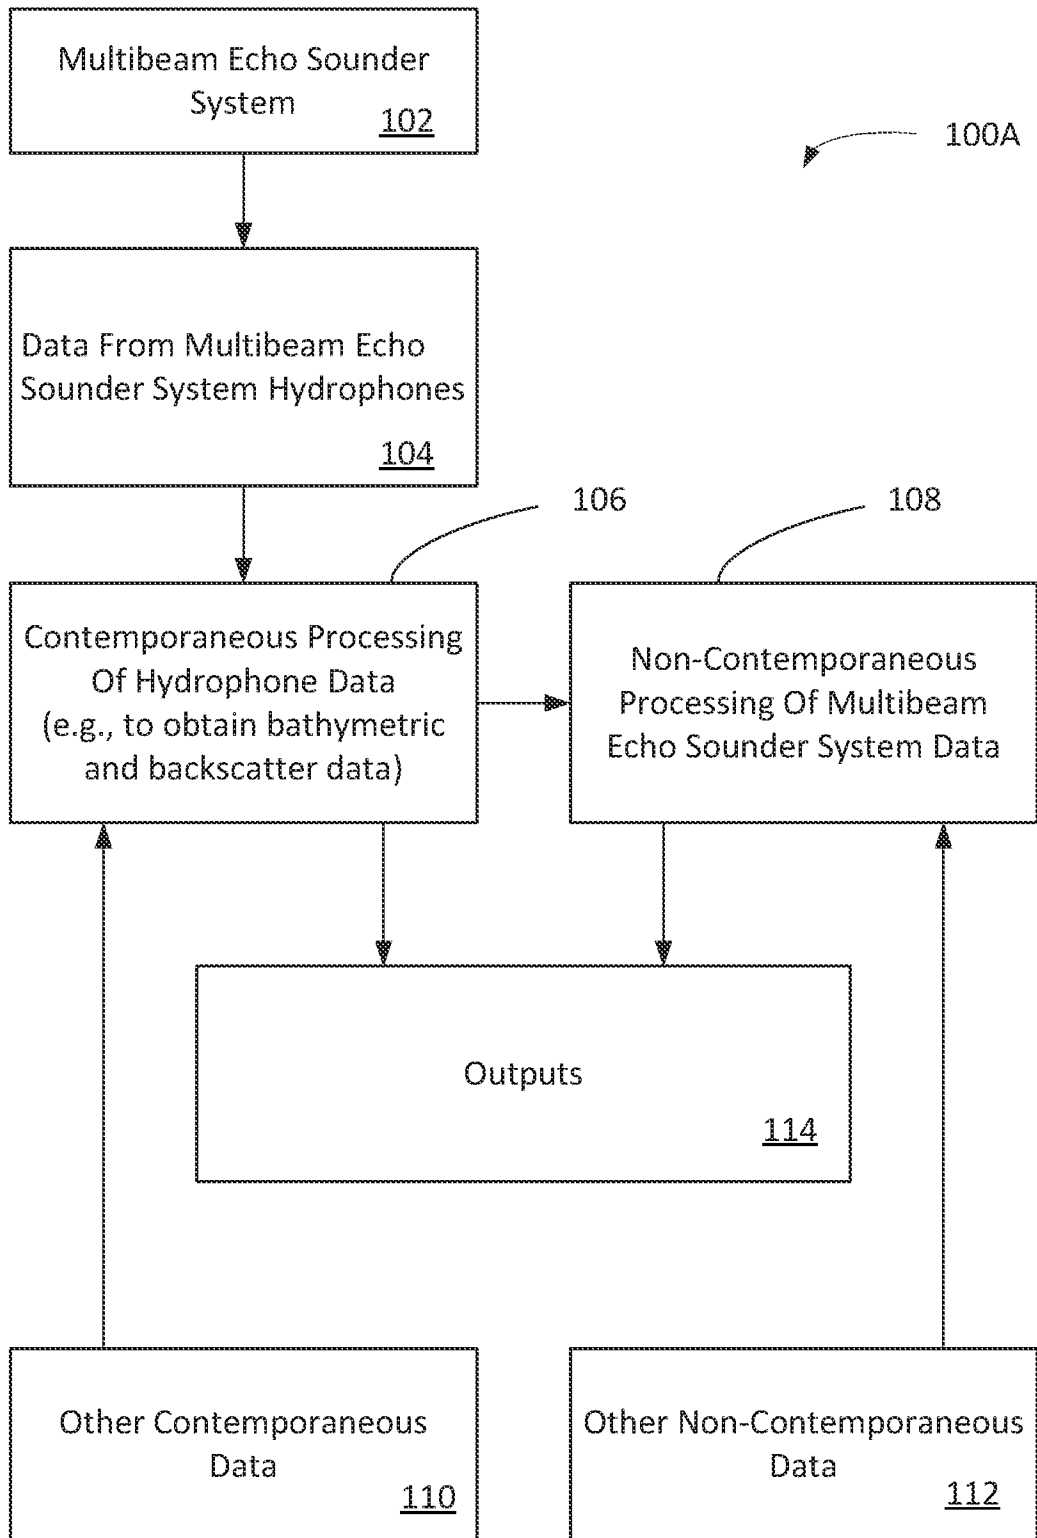 Multibeam Echo Sounder
System
102
100A
Data From Multibeam Echo
Sounder System Hydrophones
104
106
108
Contemporaneous Processing
Of Hydrophone Data
(e.g., to obtain bathymetric
and backscatter data)
Non-Contemporaneous
Processing Of Multibeam
Echo Sounder System Data
Outputs
114
Other Contemporaneous
Data
110
Other Non-Contemporaneous
Data
112